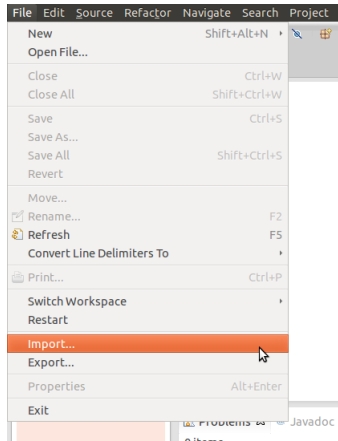 File Edit Source Refactor Navigate Search Project
New Shift+Alt+N
Open File...
Close Ctrl+W
Close All Shift+Ctrl+W
Save Ctrl+S
Save As...
Save All Shift+Ctrl+S
Revert
Move...
Rename... F2
Refresh F5
Convert Line Delimiters To
Print... Ctrl+P
Switch Workspace
Restart
Import...
Export...
Properties Alt+Enter
Exit
Problems Javadoc
0 items